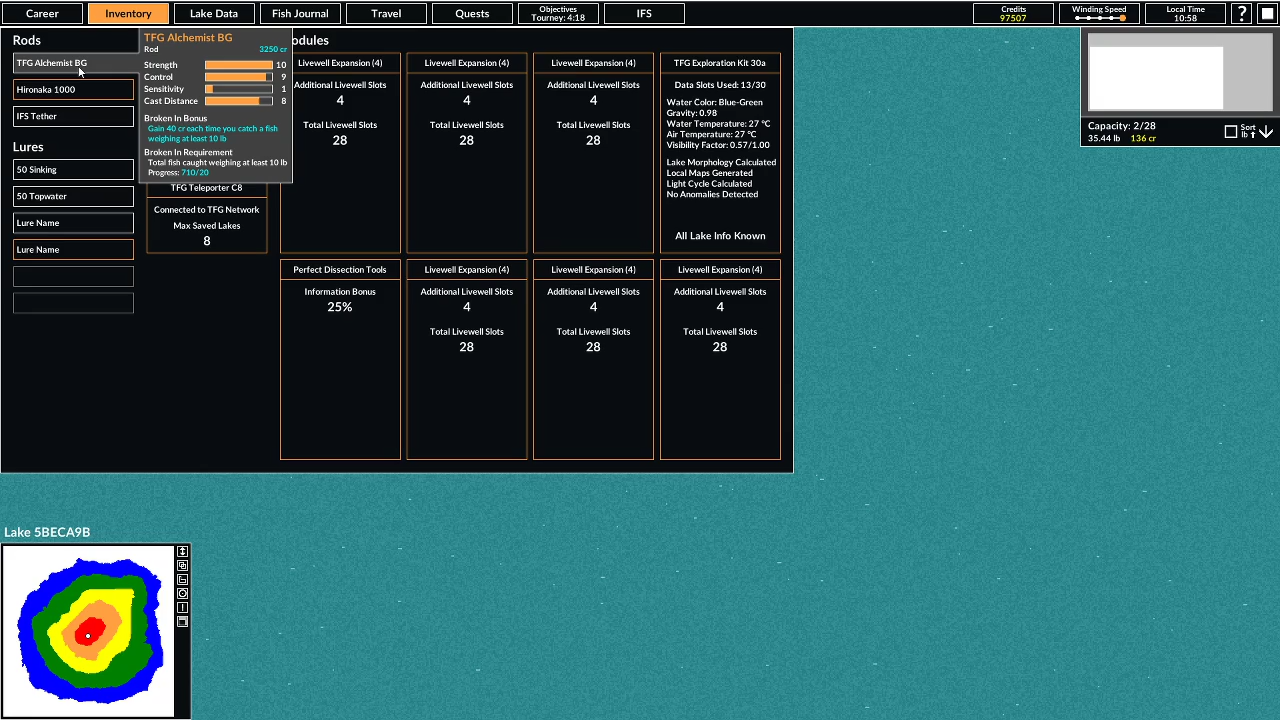 Career
Inventory
Lake Data
Fish Journal
Travel
Quests
Objectives
Tourney: 4:18
IFS
Credits
97507
Winding Speed
Local Time
10:58
?
Rods
TFG Alchemist BG
Hironaka 1000
IFS Tether
Lures
50 Sinking
50 Topwater
Lure Name
Lure Name
TFG Alchemist BG
Rod 3250 cr
Strength 10
Control 9
Sensitivity 1
Cast Distance 8
Broken In Bonus
Gain 40 cr each time you catch a fish
weighing at least 10 lb
Broken In Requirement
Total fish caught weighing at least 10 lb
Progress: 710/20
TFG Teleporter C8
Connected to TFG Network
Max Saved Lakes
8
odules
Livewell Expansion (4)
Additional Livewell Slots
4
Total Livewell Slots
28
Livewell Expansion (4)
Additional Livewell Slots
4
Total Livewell Slots
28
Livewell Expansion (4)
Additional Livewell Slots
4
Total Livewell Slots
28
TFG Exploration Kit 30a
Data Slots Used: 13/30
Water Color: Blue-Green
Gravity: 0.98
Water Temperature: 27 °C
Air Temperature: 27 °C
Visibility Factor: 0.57/1.00
Lake Morphology Calculated
Local Maps Generated
Light Cycle Calculated
No Anomalies Detected
All Lake Info Known
Perfect Dissection Tools
Information Bonus
25%
Livewell Expansion (4)
Additional Livewell Slots
4
Total Livewell Slots
28
Livewell Expansion (4)
Additional Livewell Slots
4
Total Livewell Slots
28
Livewell Expansion (4)
Additional Livewell Slots
4
Total Livewell Slots
28
Capacity: 2/28
35.44 lb 136 cr
Sort
lb
Lake 5BECA9B